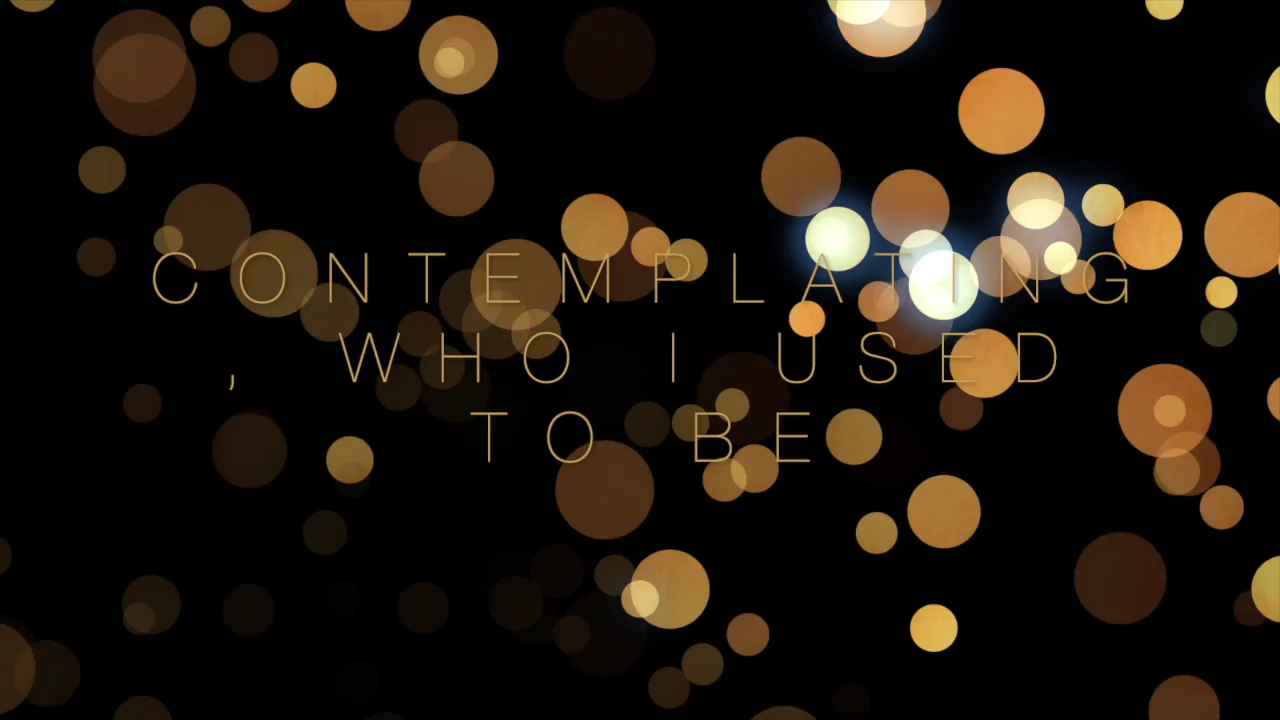 CONTEMPLATING
, WHO I USED
TO BE